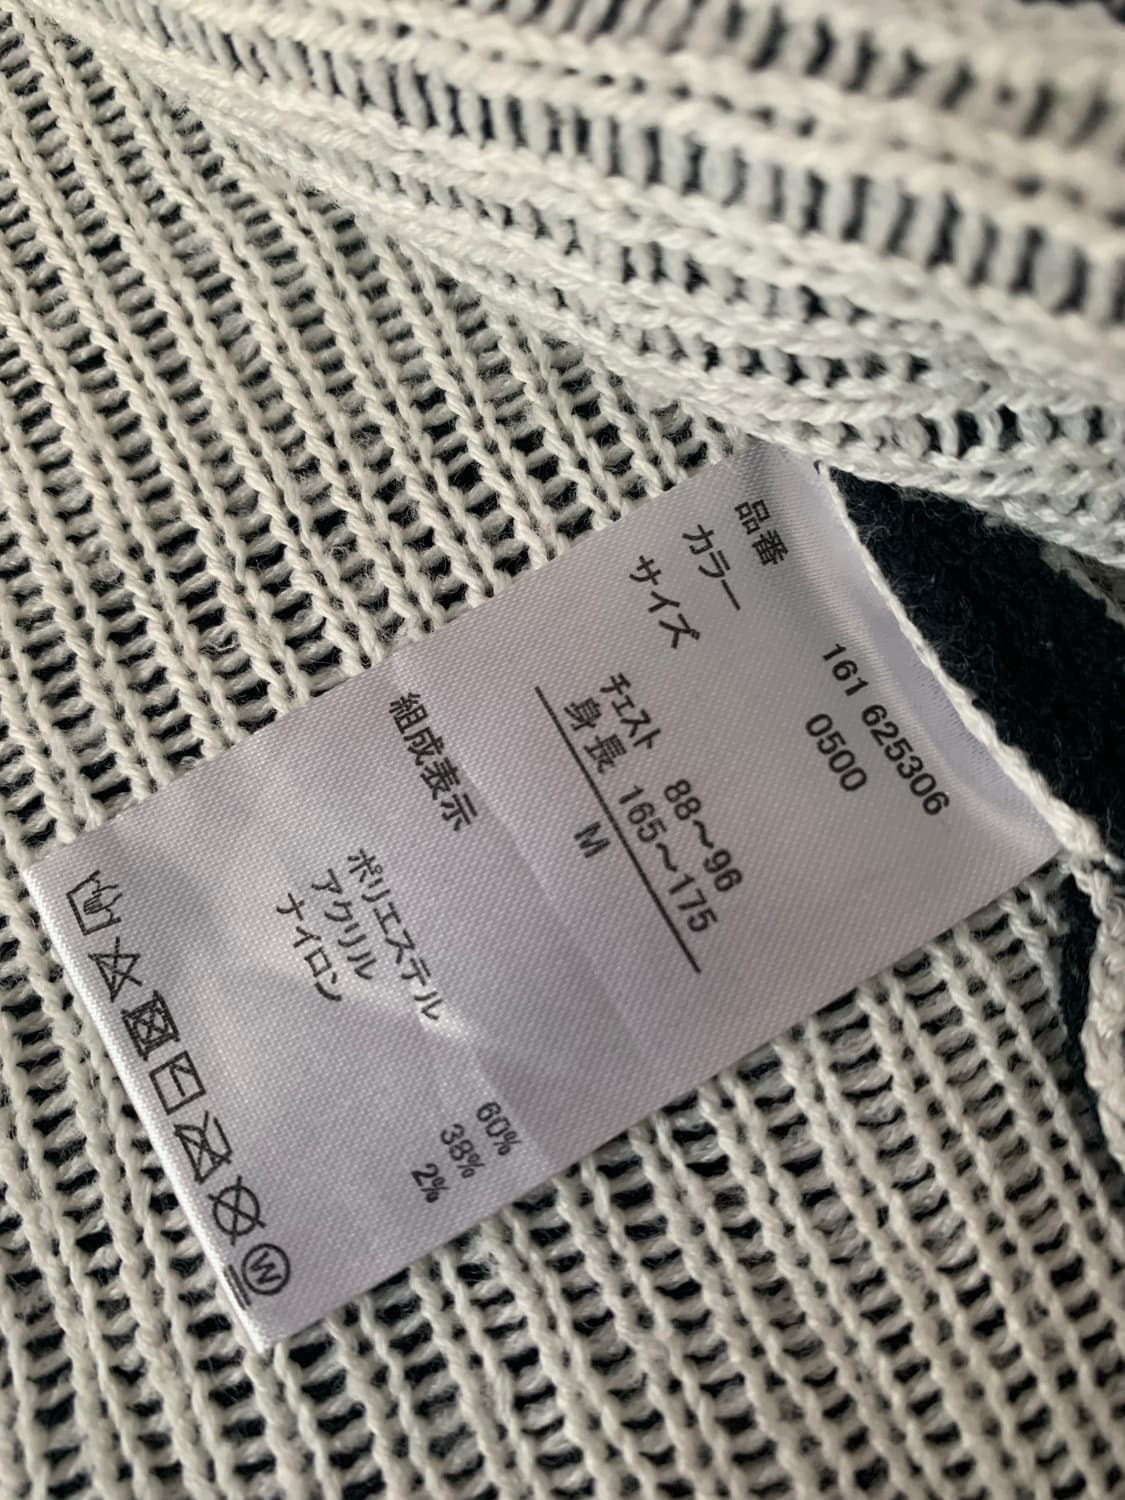 品番 161 625306
カラー 0500
サイズ
チェスト 88〜96
身長 165〜175
M
組成表示
ポリエステル 60%
アクリル 38%
ナイロン 2%
W